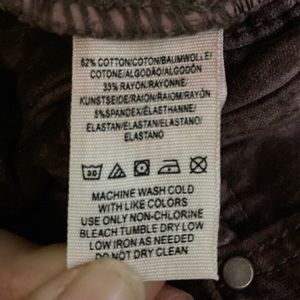 62% COTTON/COTON/BAUMWOLLE/
COTONE/ALGODÃO/ALGODÓN
33% RAYON/RAYONNE
KUNSTSEIDE/RAION/RAIOM/RAYÓN
5%SPANDEX/ÉLASTHANNE/
ELASTAN/ELASTAN/ELASTANO/
ELASTANO
30
MACHINE WASH COLD
WITH LIKE COLORS
USE ONLY NON-CHLORINE
BLEACH TUMBLE DRY LOW
LOW IRON AS NEEDED
DO NOT DRY CLEAN